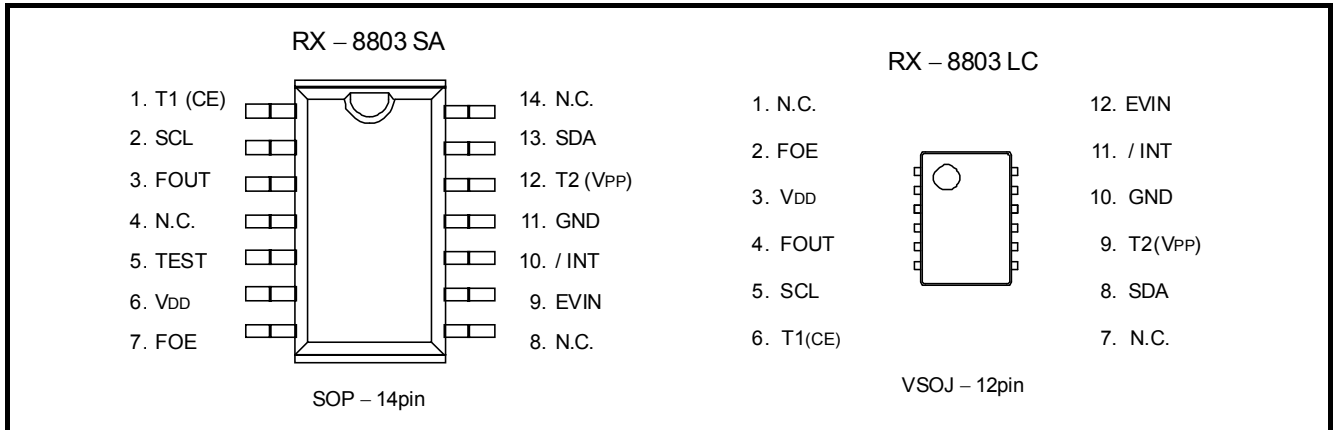 RX – 8803 SA
1. T1 (CE)
2. SCL
3. FOUT
4. N.C.
5. TEST
6. VDD
7. FOE
14. N.C.
13. SDA
12. T2 (VPP)
11. GND
10. / INT
9. EVIN
8. N.C.
SOP – 14pin
RX – 8803 LC
1. N.C.
2. FOE
3. VDD
4. FOUT
5. SCL
6. T1(CE)
12. EVIN
11. / INT
10. GND
9. T2(VPP)
8. SDA
7. N.C.
VSOJ – 12pin